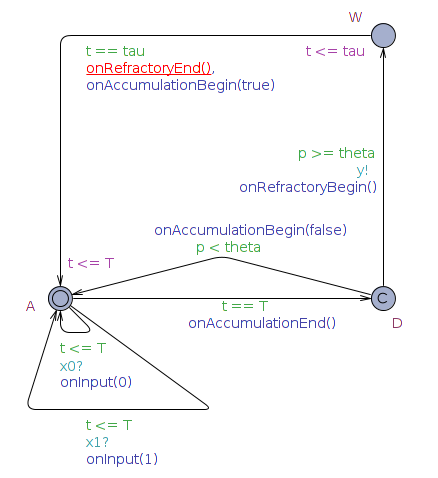 W
t == tau
t <= tau
onRefractoryEnd(),
onAccumulationBegin(true)
p >= theta
y!
onRefractoryBegin()
onAccumulationBegin(false)
p < theta
t <= T
A
C
t == T
onAccumulationEnd()
D
t <= T
x0?
onInput(0)
t <= T
x1?
onInput(1)